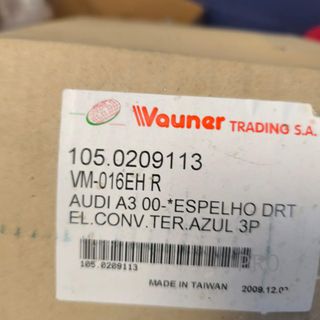 Vauner TRADING S.A.
105.0209113
VM-016EH R
AUDI A3 00-*ESPELHO DRT
EL.CONV.TER.AZUL 3P
105.0209113
MADE IN TAIWAN